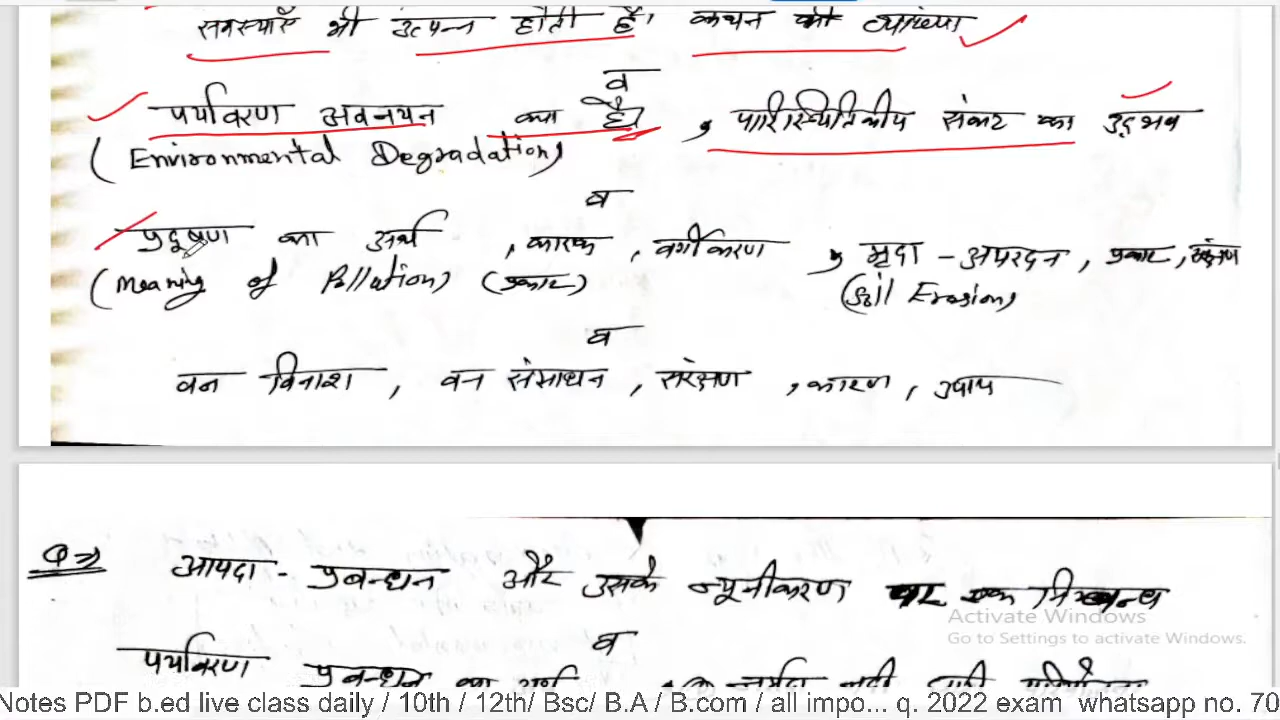 समस्याएँ भी उत्पन्न होती है, कथन की व्याख्या
व
पर्यावरण अवनयन क्या है, पारिस्थितिकीय संकट का उद्भव
(Environmental Degradation)
व
प्रदूषण का अर्थ, कारक, वर्गीकरण, मृदा - अपरदन, प्रकार, संरक्षण
(Meaning of Pollution) (प्रकार) (Soil Erosion)
व
वन विनाश, वन संसाधन, संरक्षण, कारण, उपाय
Q ⇒ आपदा - प्रबन्धन और उसके न्यूनीकरण पर एक निबन्ध
व
पर्यावरण प्रबन्धन का अर्थ
Activate Windows
Go to Settings to activate Windows.
Notes PDF b.ed live class daily / 10th / 12th/ Bsc/ B.A / B.com / all impo... q. 2022 exam whatsapp no. 70